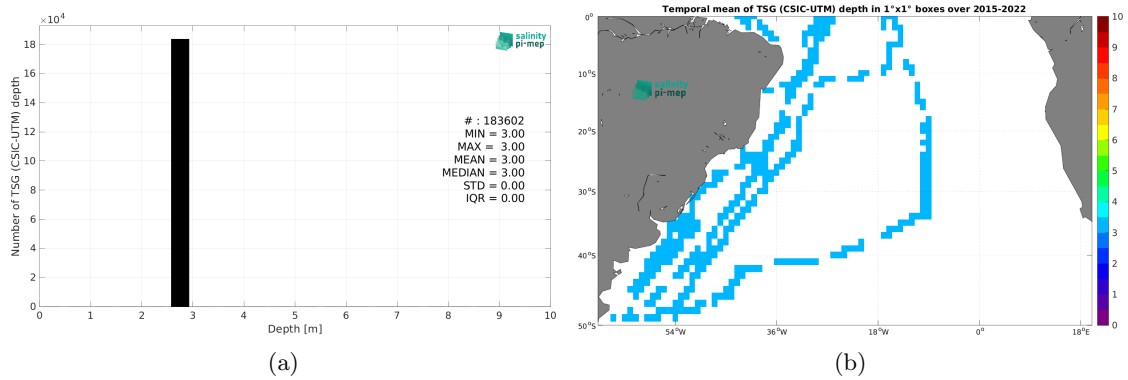 ×10⁴
18
16
14
12
10
8
6
4
2
0
Number of TSG (CSIC-UTM) depth
salinity
pi-mep
# : 183602
MIN = 3.00
MAX = 3.00
MEAN = 3.00
MEDIAN = 3.00
STD = 0.00
IQR = 0.00
0 1 2 3 4 5 6 7 8 9 10
Depth [m]
(a)
Temporal mean of TSG (CSIC-UTM) depth in 1°x1° boxes over 2015-2022
0°
10°S
20°S
30°S
40°S
50°S
salinity
pi-mep
54°W 36°W 18°W 0° 18°E
10
9
8
7
6
5
4
3
2
1
0
(b)